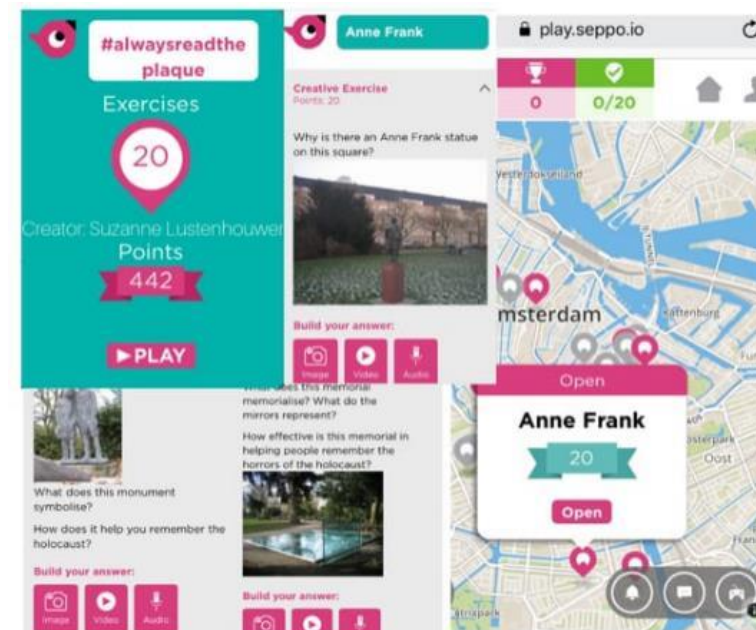 #alwaysreadthe
plaque
Exercises
20
Creator: Suzanne Lustenhouwer
Points
442
▶PLAY
Anne Frank
Creative Exercise
Points: 20
Why is there an Anne Frank statue
on this square?
Build your answer:
Image
Video
Audio
play.seppo.io
0
0/20
Vesterdokseiland
msterdam
Kattenburg
Open
Anne Frank
20
Open
osterpark
Oost
What does this monument
symbolise?
How does it help you remember the
holocaust?
Build your answer:
Image
Video
Audio
What does this memorial
memorialise? What do the
mirrors represent?
How effective is this memorial in
helping people remember the
horrors of the holocaust?
Build your answer: